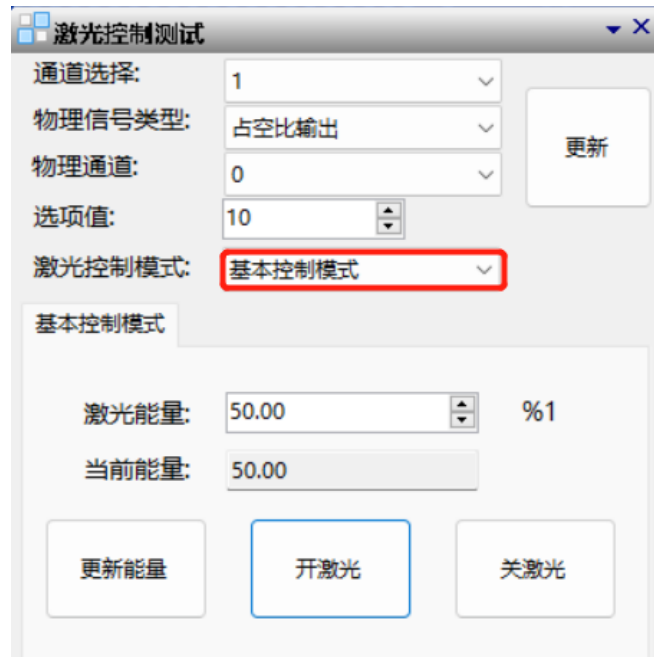 激光控制测试
通道选择: 1
物理信号类型: 占空比输出
更新
物理通道: 0
选项值: 10
激光控制模式: 基本控制模式
基本控制模式
激光能量: 50.00 %1
当前能量: 50.00
更新能量 开激光 关激光